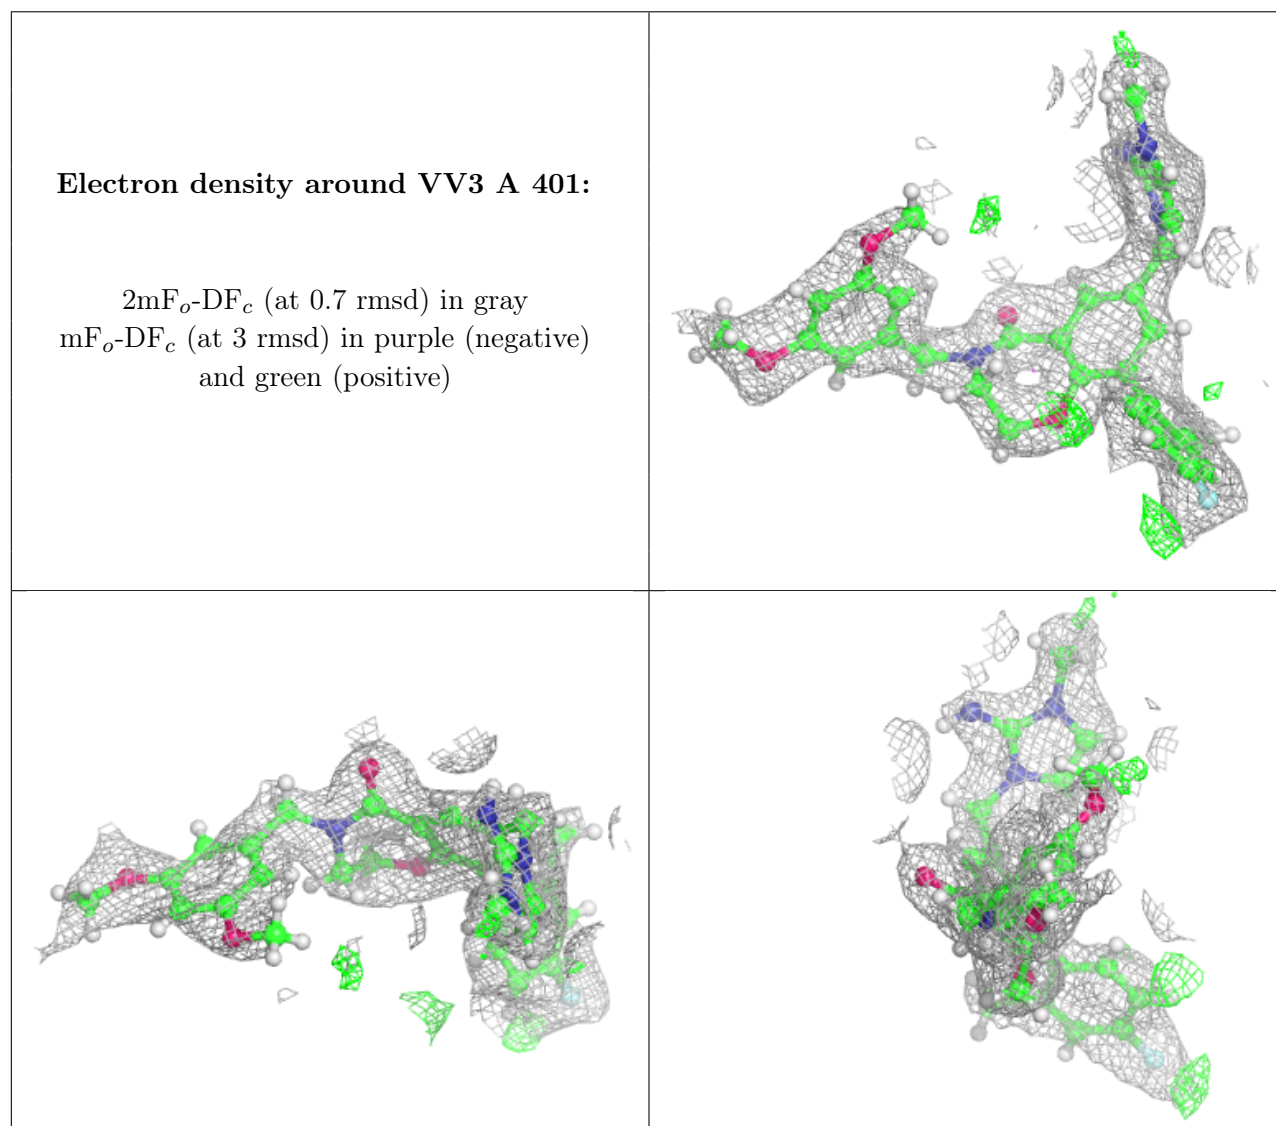 Electron density around VV3 A 401:
2mF$_o$-DF$_c$ (at 0.7 rmsd) in gray
mF$_o$-DF$_c$ (at 3 rmsd) in purple (negative)
and green (positive)